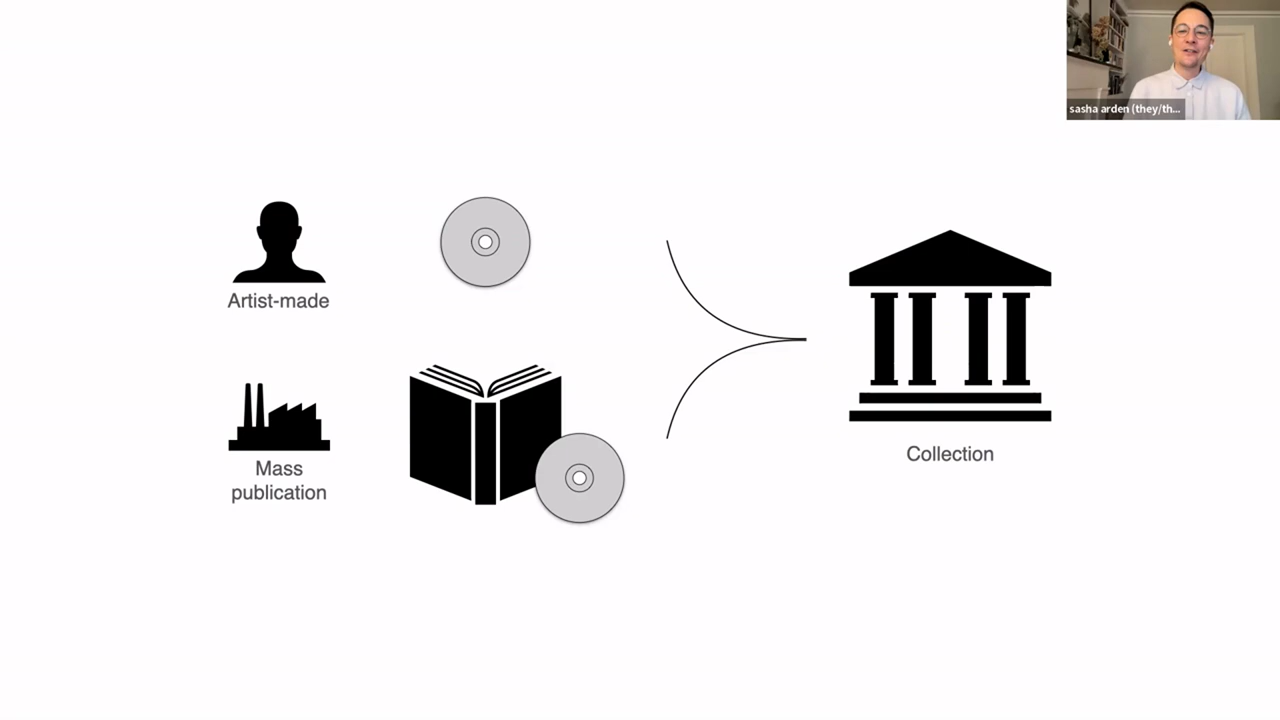 sasha arden (they/th...
Artist-made
Mass
publication
Collection